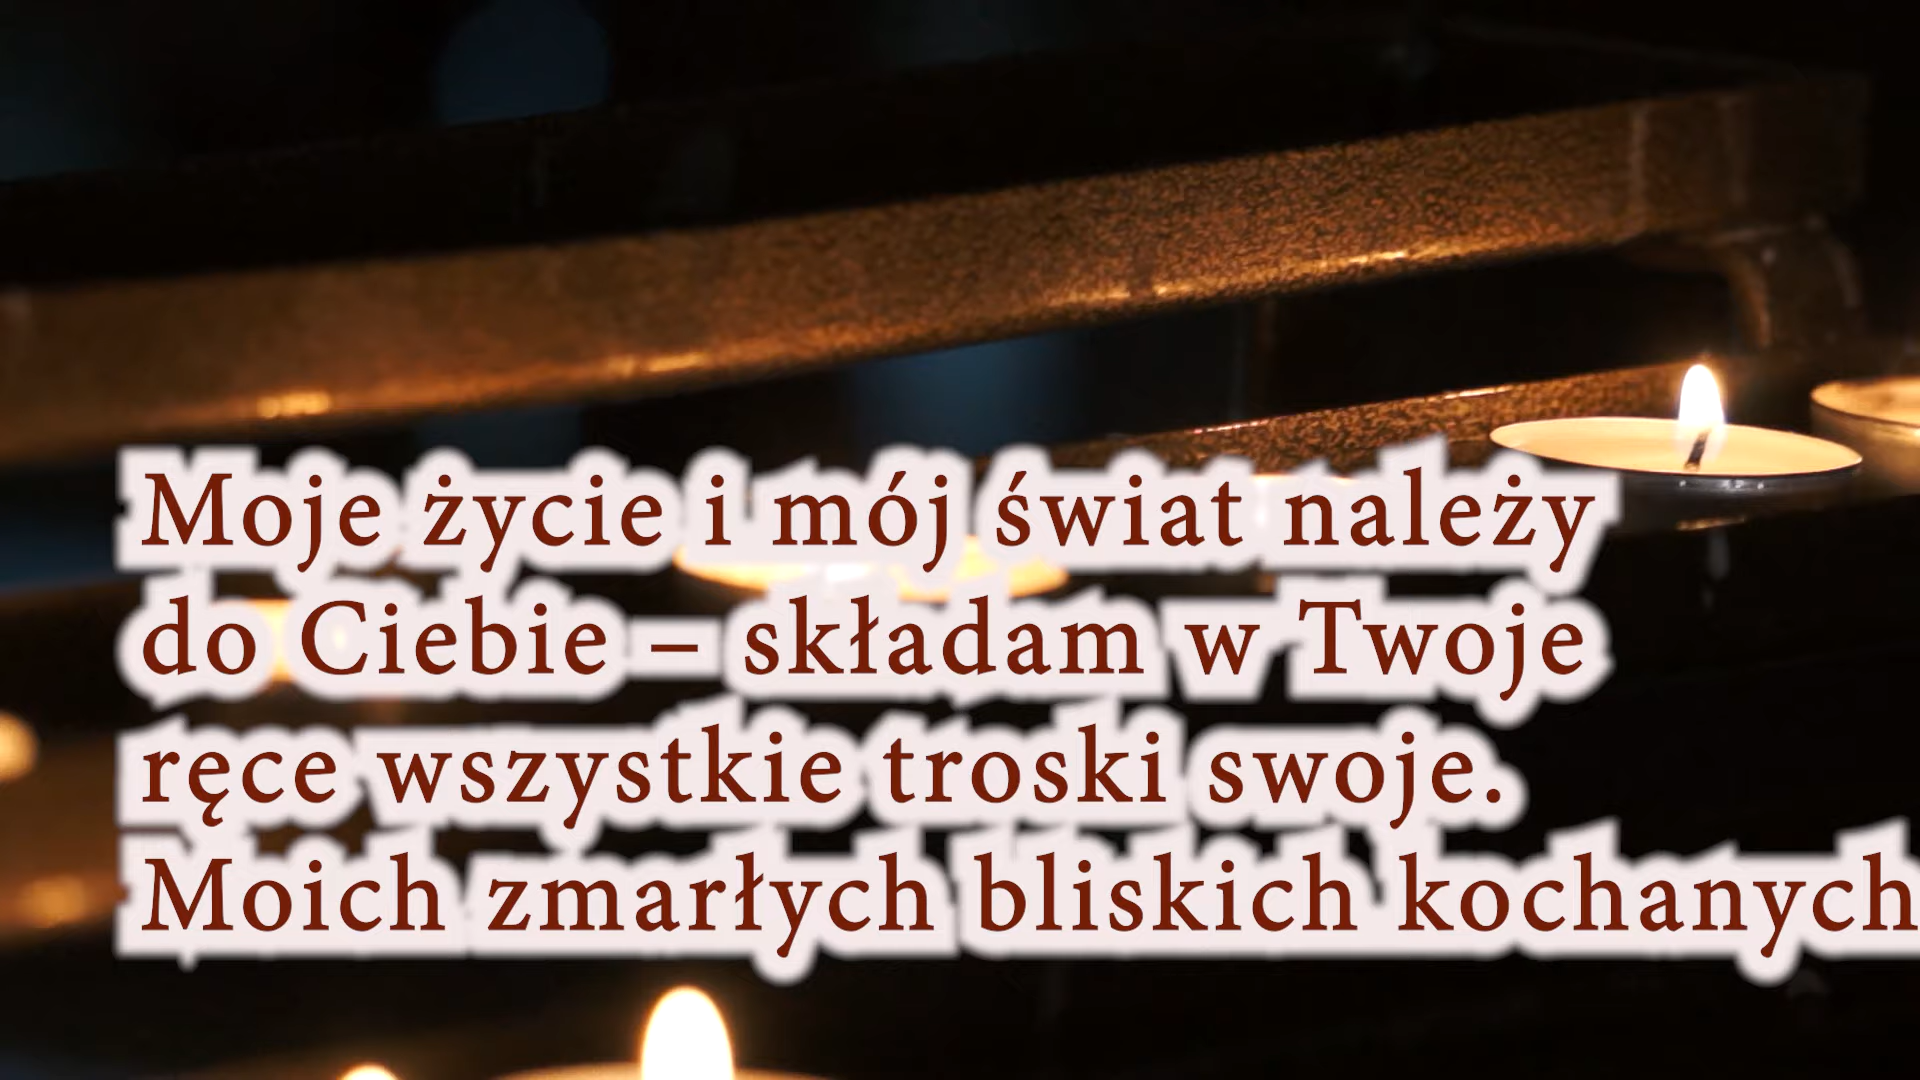 Moje życie i mój świat należy
do Ciebie – składam w Twoje
ręce wszystkie troski swoje.
Moich zmarłych bliskich kochanych